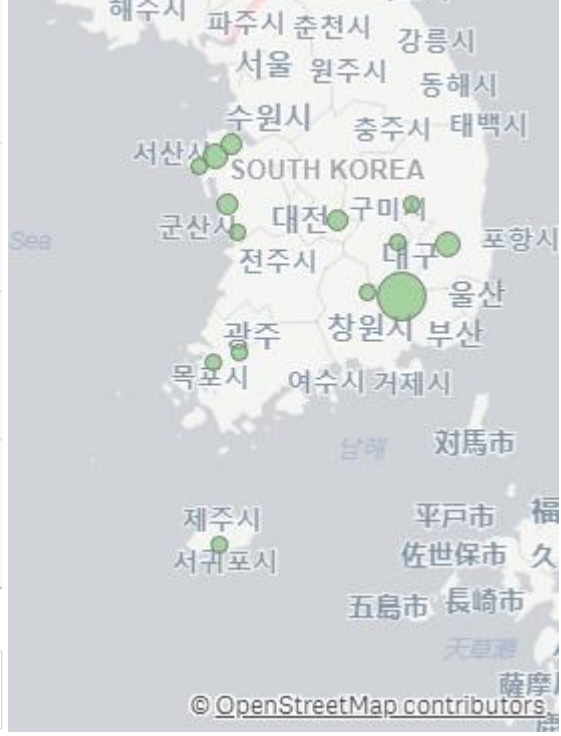 해주시
파주시 춘천시
강릉시
서울 원주시
동해시
수원시
충주시 태백시
서산시
SOUTH KOREA
구미시
대전
군산시
포항시
Sea
대구
전주시
울산
창원시 부산
광주
목포시
여수시 거제시
남해
対馬市
제주시
平戸市 福
서귀포시
佐世保市 久
五島市 長崎市
天草灘
薩摩
© OpenStreetMap contributors